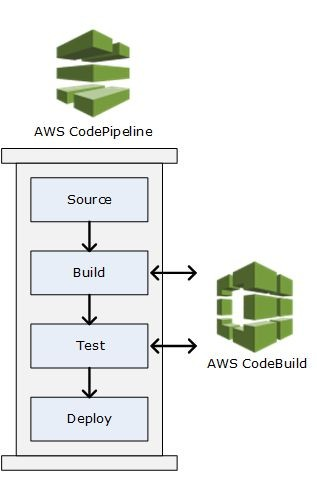 AWS CodePipeline
Source
Build
Test
AWS CodeBuild
Deploy